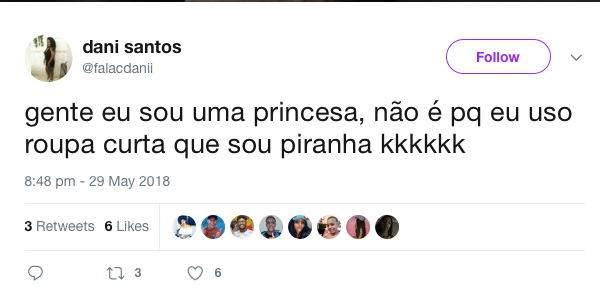 dani santos
@falacdanii
Follow
gente eu sou uma princesa, não é pq eu uso
roupa curta que sou piranha kkkkkk
8:48 pm - 29 May 2018
3 Retweets 6 Likes
3 6